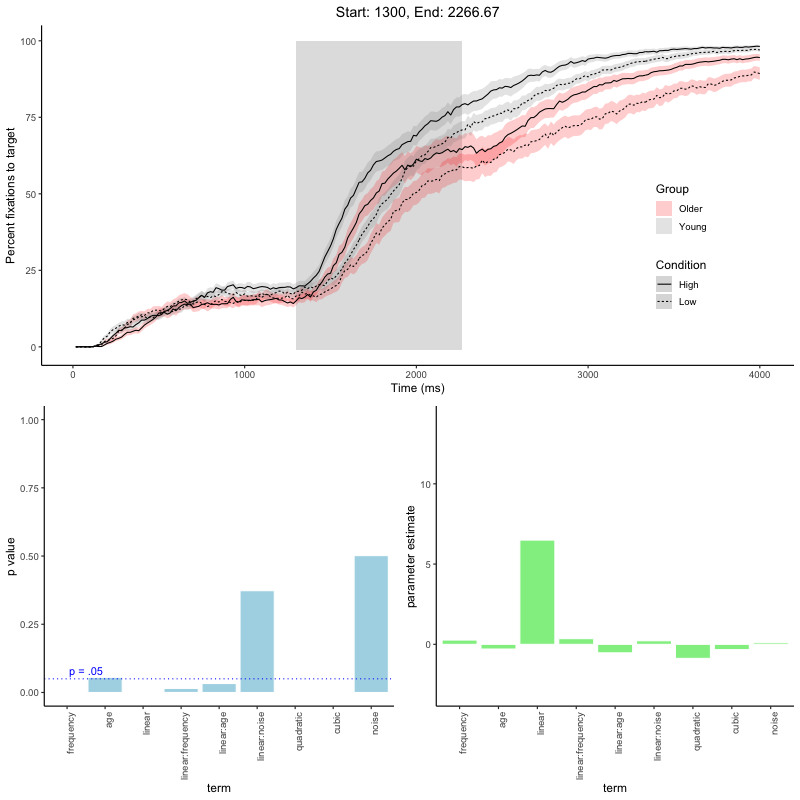 Start: 1300, End: 2266.67
Percent fixations to target
100
75
50
25
0
0
1000
2000
3000
4000
Time (ms)
Group
Older
Young
Condition
High
Low
p value
1.00
0.75
0.50
0.25
0.00
p = .05
frequency
age
linear
linear:frequency
linear:age
linear:noise
quadratic
cubic
noise
term
parameter estimate
10
5
0
frequency
age
linear
linear:frequency
linear:age
linear:noise
quadratic
cubic
noise
term